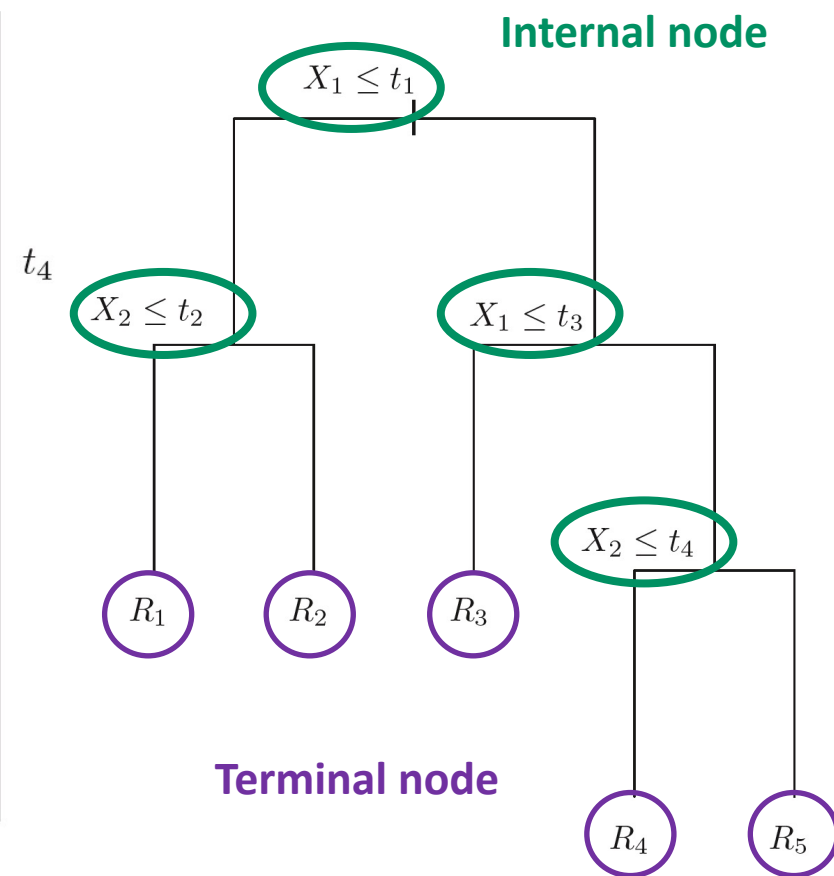 Internal node
X₁ ≤ t₁
t₄
X₂ ≤ t₂
X₁ ≤ t₃
X₂ ≤ t₄
R₁
R₂
R₃
Terminal node
R₄
R₅